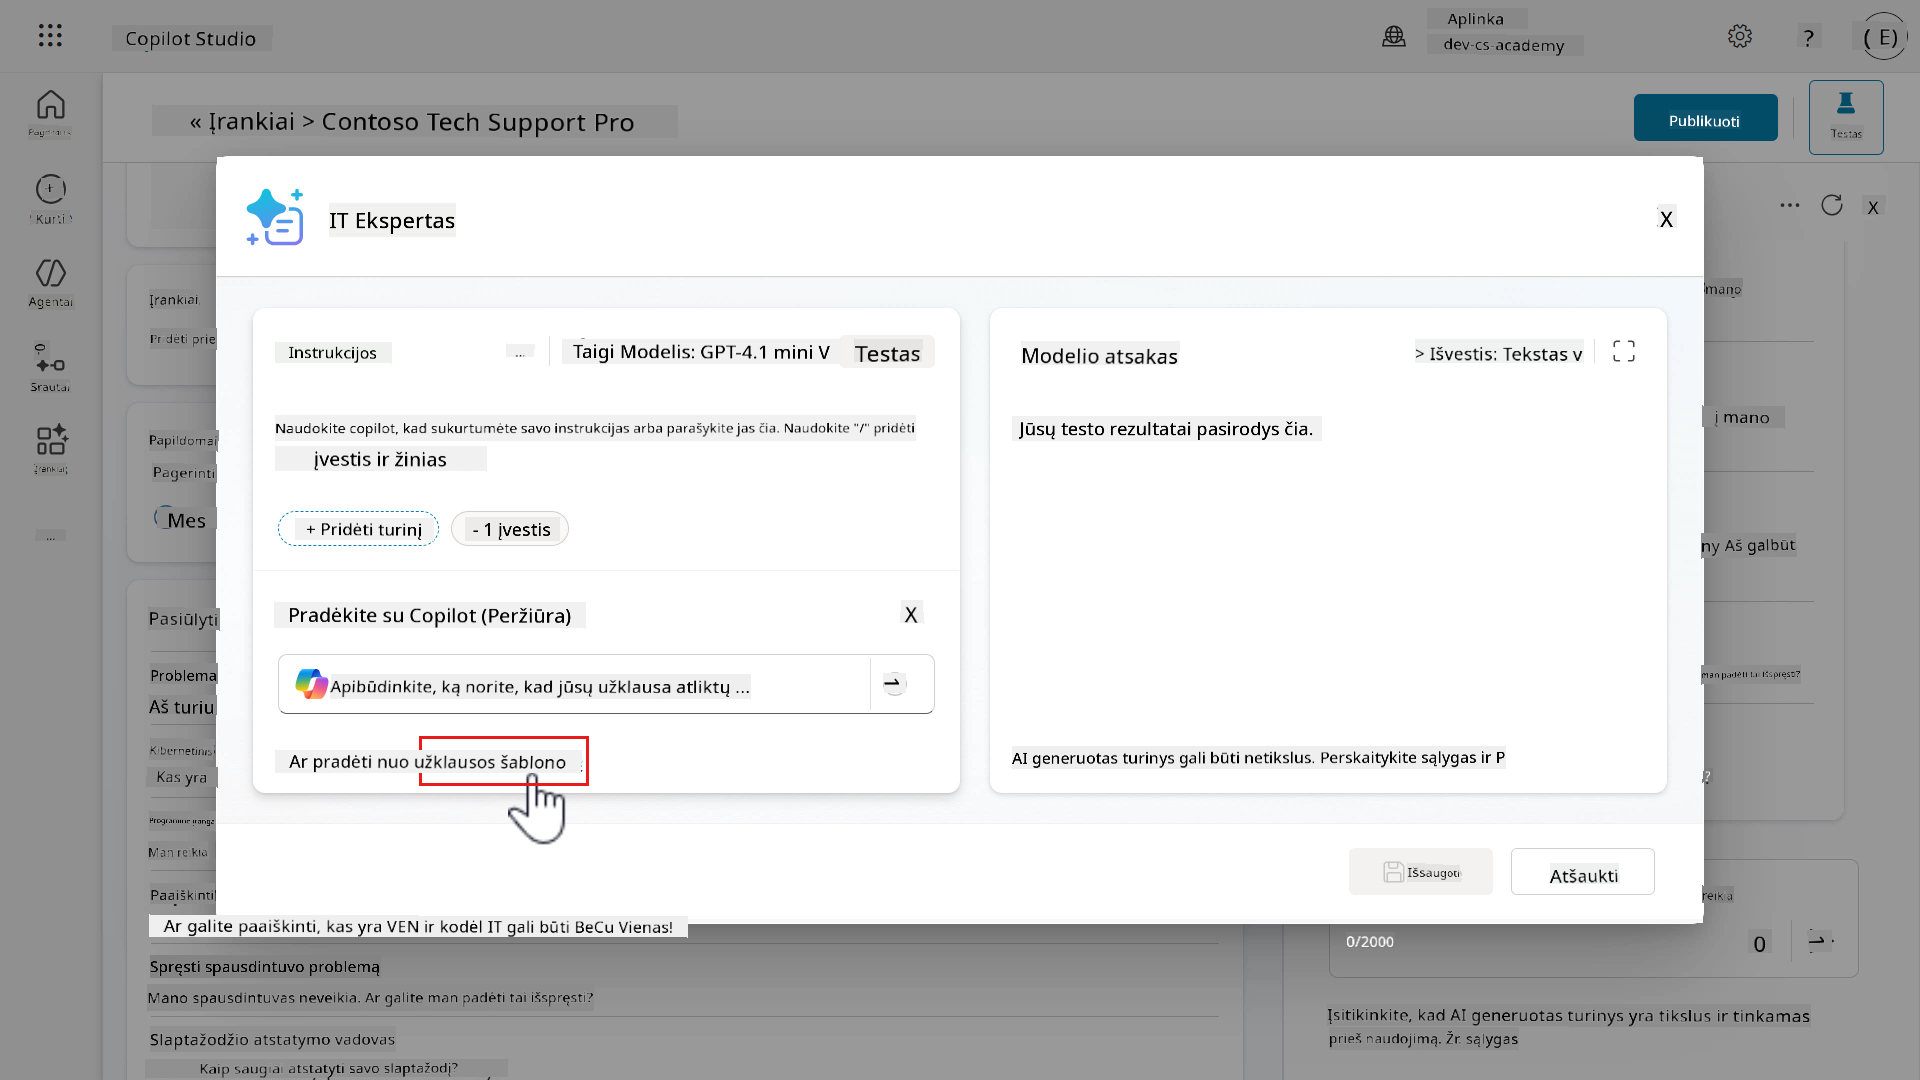 Copilot Studio
Aplinka
dev-cs-academy
?
( E)
« Įrankiai > Contoso Tech Support Pro
Publikuoti
Testas
Kurti
Agentai
Srautai
Įrankiai
...
IT Ekspertas
X
X
Instrukcijos
...
Taigi Modelis: GPT-4.1 mini V
Testas
Naudokite copilot, kad sukurtumėte savo instrukcijas arba parašykite jas čia. Naudokite "/" pridėti
įvestis ir žinias
+ Pridėti turinį
- 1 įvestis
Pradėkite su Copilot (Peržiūra)
X
Apibūdinkite, ką norite, kad jūsų užklausa atliktų ...
Ar pradėti nuo užklausos šablono
Modelio atsakas
> Išvestis: Tekstas v
Jūsų testo rezultatai pasirodys čia.
AI generuotas turinys gali būti netikslus. Perskaitykite sąlygas ir P
Išsaugoti
Atšaukti
Įrankiai
Pridėti prie
Papildomai
Pagerinti
Mes
Pasiūlyti
Problema
Aš turiu
Kas yra
Man reikia
Ar galite paaiškinti, kas yra VEN ir kodėl IT gali būti BeCu Vienas!
Spręsti spausdintuvo problemą
Mano spausdintuvas neveikia. Ar galite man padėti tai išspręsti?
Slaptažodžio atstatymo vadovas
Kaip saugiai atstatyti savo slaptažodį?
mano
į mano
ny Aš galbūt
man padėti tai išspręsti?
reikia
0/2000
0
Įsitikinkite, kad AI generuotas turinys yra tikslus ir tinkamas
prieš naudojimą. Žr. sąlygas